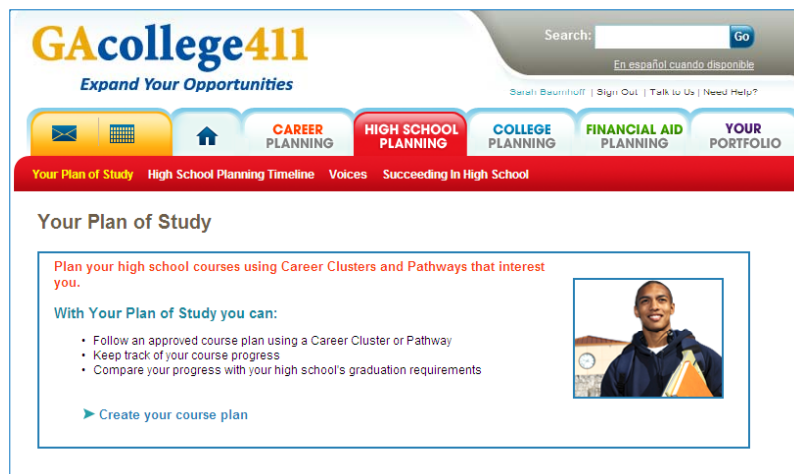 GAcollege411
Expand Your Opportunities
Search:
Go
En español cuando disponible
Sarah Baumhoff | Sign Out | Talk to Us | Need Help?
CAREER
PLANNING
HIGH SCHOOL
PLANNING
COLLEGE
PLANNING
FINANCIAL AID
PLANNING
YOUR
PORTFOLIO
Your Plan of Study High School Planning Timeline Voices Succeeding In High School
Your Plan of Study
Plan your high school courses using Career Clusters and Pathways that interest
you.
With Your Plan of Study you can:
• Follow an approved course plan using a Career Cluster or Pathway
• Keep track of your course progress
• Compare your progress with your high school's graduation requirements
➤ Create your course plan